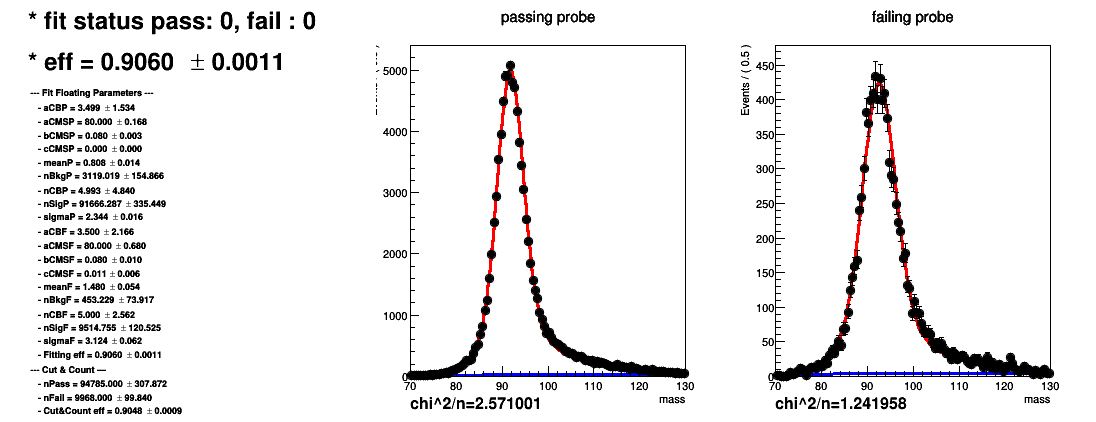 * fit status pass: 0, fail : 0
* eff = 0.9060 ± 0.0011
--- Fit Floating Parameters ---
- aCBP = 3.499 ± 1.534
- aCMSP = 80.000 ± 0.168
- bCMSP = 0.080 ± 0.003
- cCMSP = 0.000 ± 0.000
- meanP = 0.808 ± 0.014
- nBkgP = 3119.019 ± 154.866
- nCBP = 4.993 ± 4.840
- nSigP = 91666.287 ± 335.449
- sigmaP = 2.344 ± 0.016
- aCBF = 3.500 ± 2.166
- aCMSF = 80.000 ± 0.680
- bCMSF = 0.080 ± 0.010
- cCMSF = 0.011 ± 0.006
- meanF = 1.480 ± 0.054
- nBkgF = 453.229 ± 73.917
- nCBF = 5.000 ± 2.562
- nSigF = 9514.755 ± 120.525
- sigmaF = 3.124 ± 0.062
- Fitting eff = 0.9060 ± 0.0011
--- Cut & Count ---
- nPass = 94785.000 ± 307.872
- nFail = 9968.000 ± 99.840
- Cut&Count eff = 0.9048 ± 0.0009
passing probe
5000
4000
3000
2000
1000
0
70 80 90 100 110 120 130
mass
chi^2/n=2.571001
failing probe
Events / ( 0.5 )
450
400
350
300
250
200
150
100
50
0
70 80 90 100 110 120 130
mass
chi^2/n=1.241958